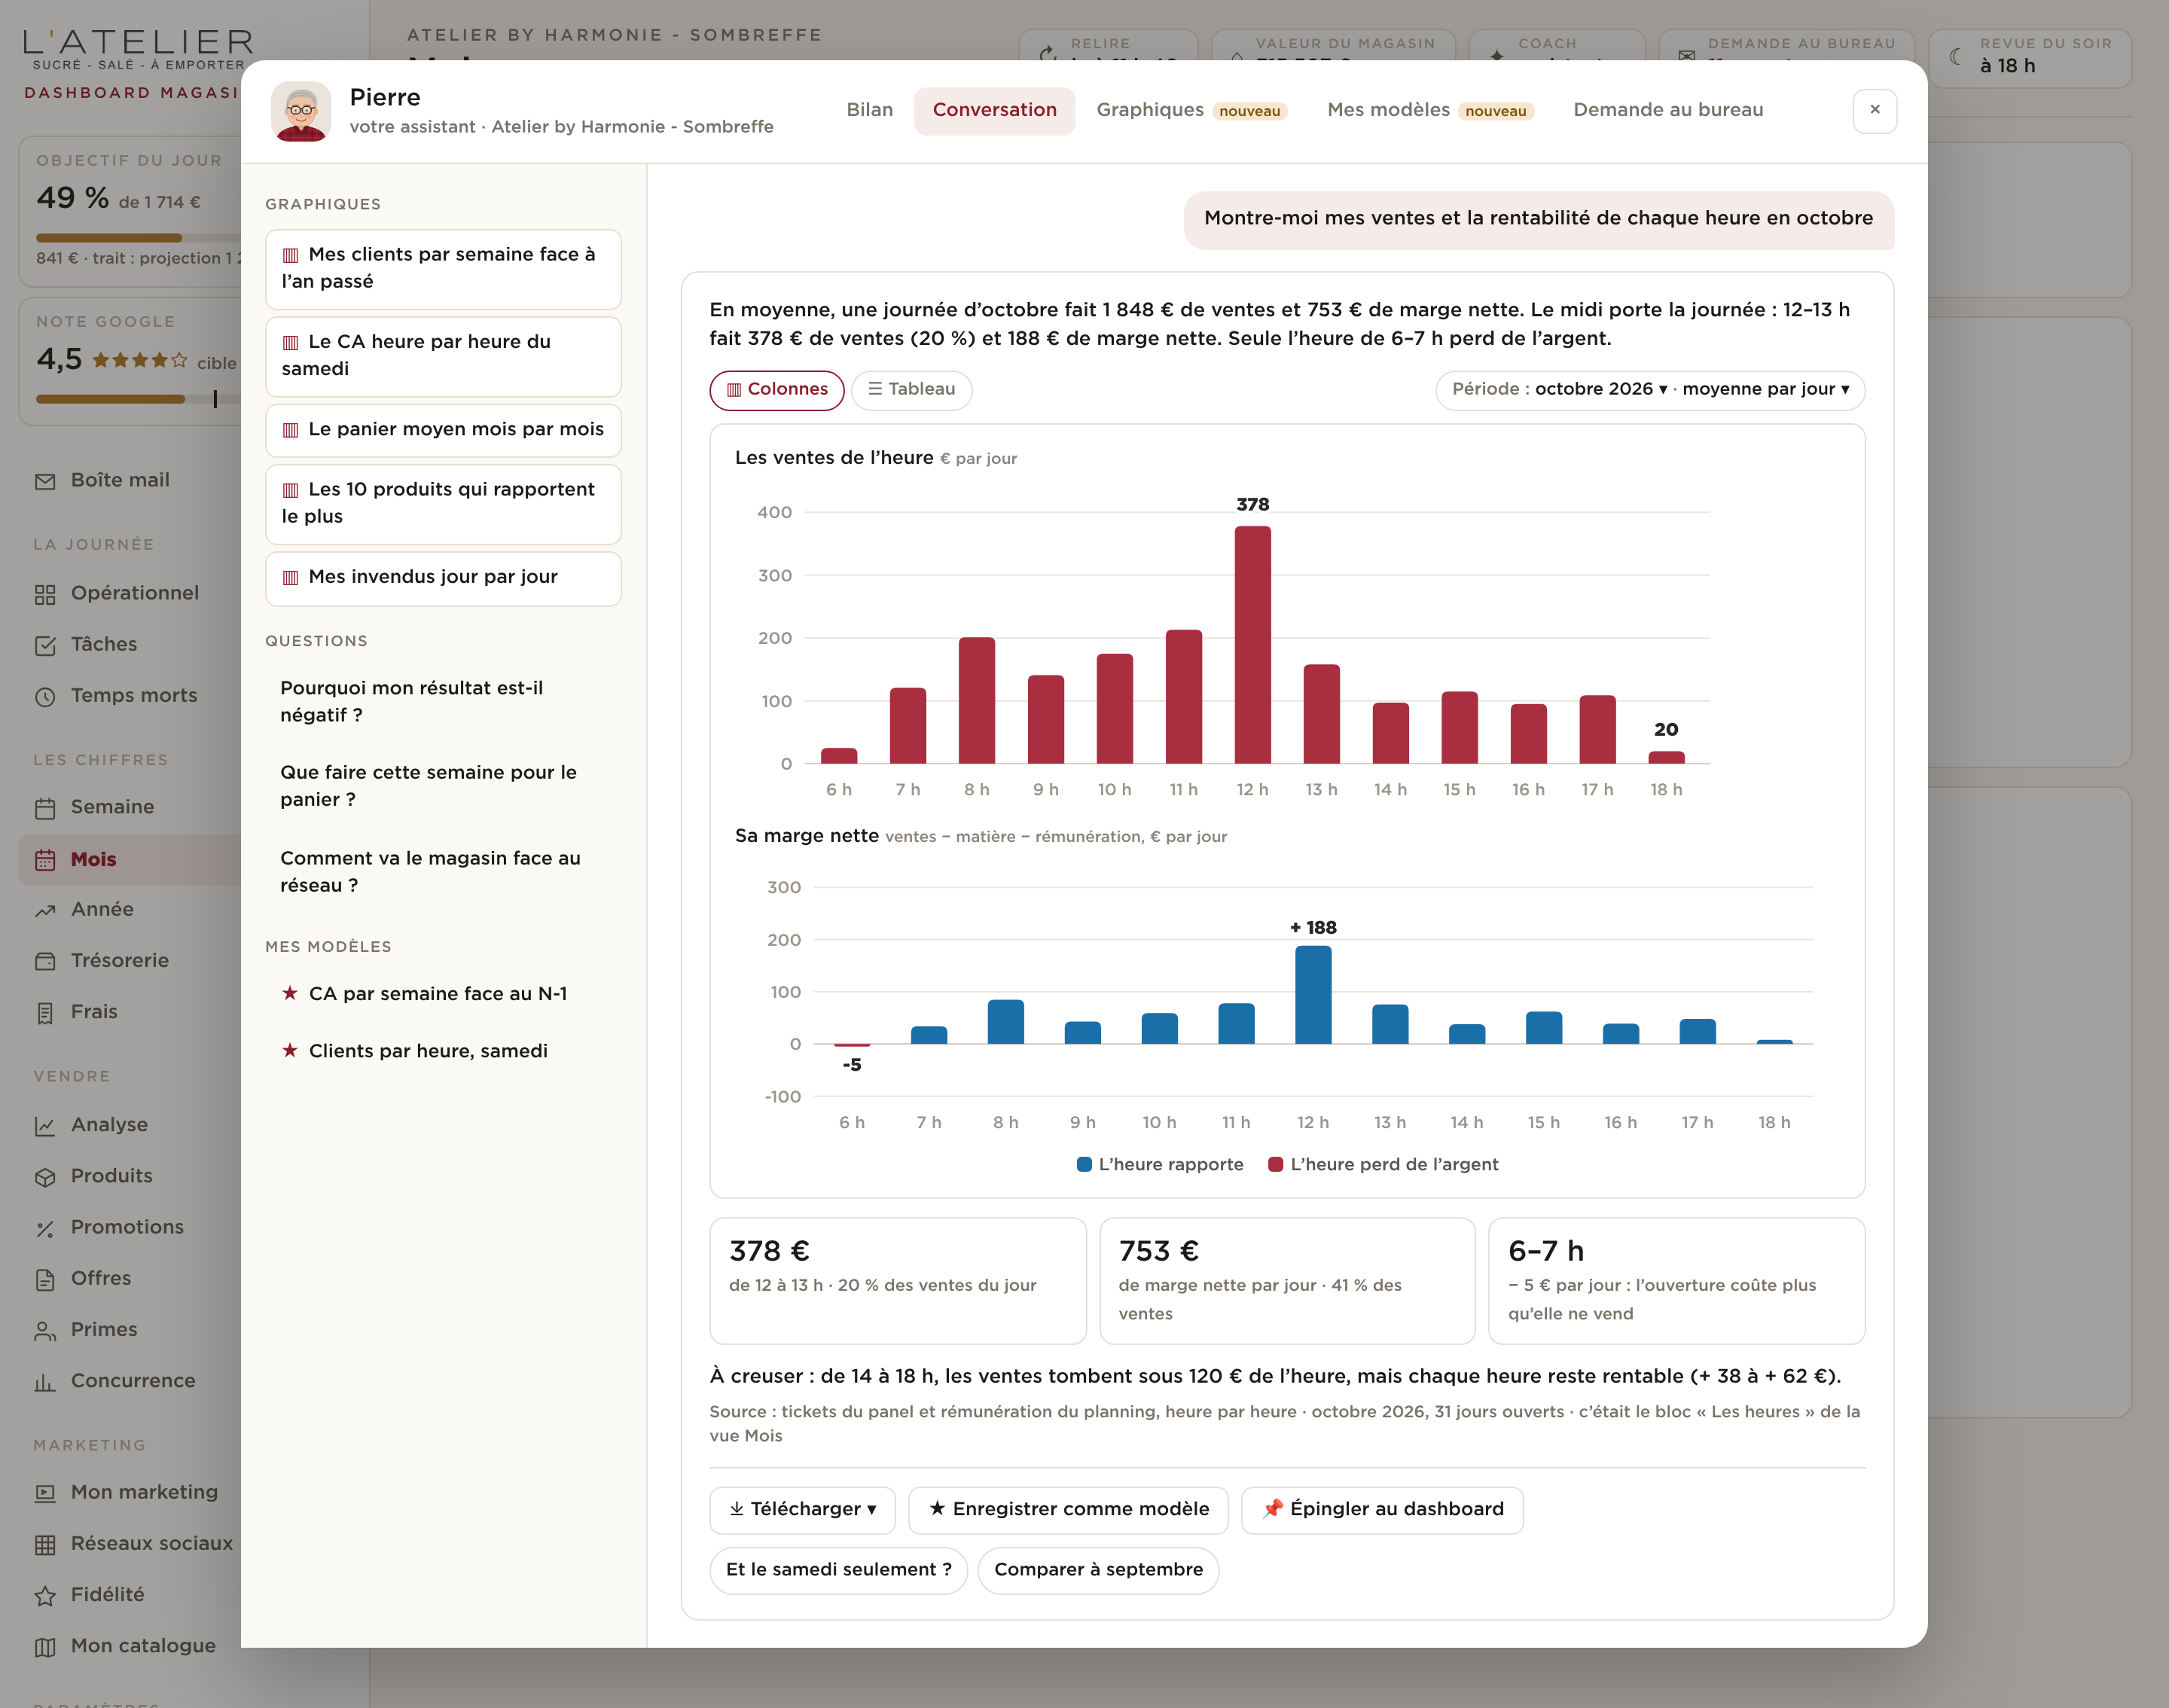 L'ATELIER
SUCRÉ - SALÉ - À EMPORTER
DASHBOARD MAGASI
ATELIER BY HARMONIE - SOMBREFFE
RELIRE
VALEUR DU MAGASIN
COACH
DEMANDE AU BUREAU
REVUE DU SOIR
à 18 h
OBJECTIF DU JOUR
49 % de 1 714 €
841 € · trait : projection 1 2
NOTE GOOGLE
4,5 ★★★★☆ cible
Boîte mail
LA JOURNÉE
Opérationnel
Tâches
Temps morts
LES CHIFFRES
Semaine
Mois
Année
Trésorerie
Frais
VENDRE
Analyse
Produits
Promotions
Offres
Primes
Concurrence
MARKETING
Mon marketing
Réseaux sociaux
Fidélité
Mon catalogue
Pierre
votre assistant · Atelier by Harmonie - Sombreffe
Bilan
Conversation
Graphiques nouveau
Mes modèles nouveau
Demande au bureau
×
GRAPHIQUES
Mes clients par semaine face à
l’an passé
Le CA heure par heure du
samedi
Le panier moyen mois par mois
Les 10 produits qui rapportent
le plus
Mes invendus jour par jour
QUESTIONS
Pourquoi mon résultat est-il
négatif ?
Que faire cette semaine pour le
panier ?
Comment va le magasin face au
réseau ?
MES MODÈLES
★ CA par semaine face au N-1
★ Clients par heure, samedi
Montre-moi mes ventes et la rentabilité de chaque heure en octobre
En moyenne, une journée d’octobre fait 1 848 € de ventes et 753 € de marge nette. Le midi porte la journée : 12–13 h
fait 378 € de ventes (20 %) et 188 € de marge nette. Seule l’heure de 6–7 h perd de l’argent.
Colonnes
☰ Tableau
Période : octobre 2026 ▾ · moyenne par jour ▾
Les ventes de l’heure € par jour
378
400
300
200
100
20
0
6 h 7 h 8 h 9 h 10 h 11 h 12 h 13 h 14 h 15 h 16 h 17 h 18 h
Sa marge nette ventes − matière − rémunération, € par jour
300
+ 188
200
100
0
-5
-100
6 h 7 h 8 h 9 h 10 h 11 h 12 h 13 h 14 h 15 h 16 h 17 h 18 h
L’heure rapporte
L’heure perd de l’argent
378 €
de 12 à 13 h · 20 % des ventes du jour
753 €
de marge nette par jour · 41 % des
ventes
6–7 h
− 5 € par jour : l’ouverture coûte plus
qu’elle ne vend
À creuser : de 14 à 18 h, les ventes tombent sous 120 € de l’heure, mais chaque heure reste rentable (+ 38 à + 62 €).
Source : tickets du panel et rémunération du planning, heure par heure · octobre 2026, 31 jours ouverts · c’était le bloc « Les heures » de la
vue Mois
Télécharger ▾
★ Enregistrer comme modèle
📌 Épingler au dashboard
Et le samedi seulement ?
Comparer à septembre